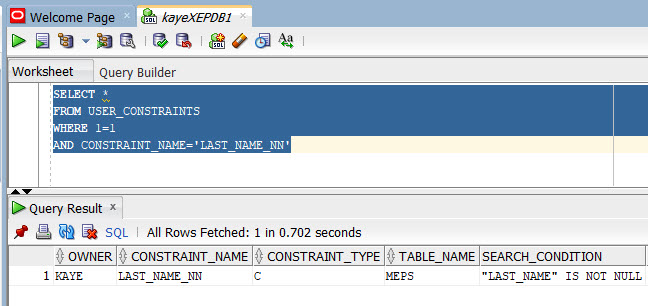 Welcome Page
kayeXEPDB1
SQL
Aa
Worksheet Query Builder
SELECT *
FROM USER_CONSTRAINTS
WHERE 1=1
AND CONSTRAINT_NAME='LAST_NAME_NN'
Query Result x
SQL | All Rows Fetched: 1 in 0.702 seconds
OWNER CONSTRAINT_NAME CONSTRAINT_TYPE TABLE_NAME SEARCH_CONDITION
1 KAYE LAST_NAME_NN C MEPS "LAST_NAME" IS NOT NULL